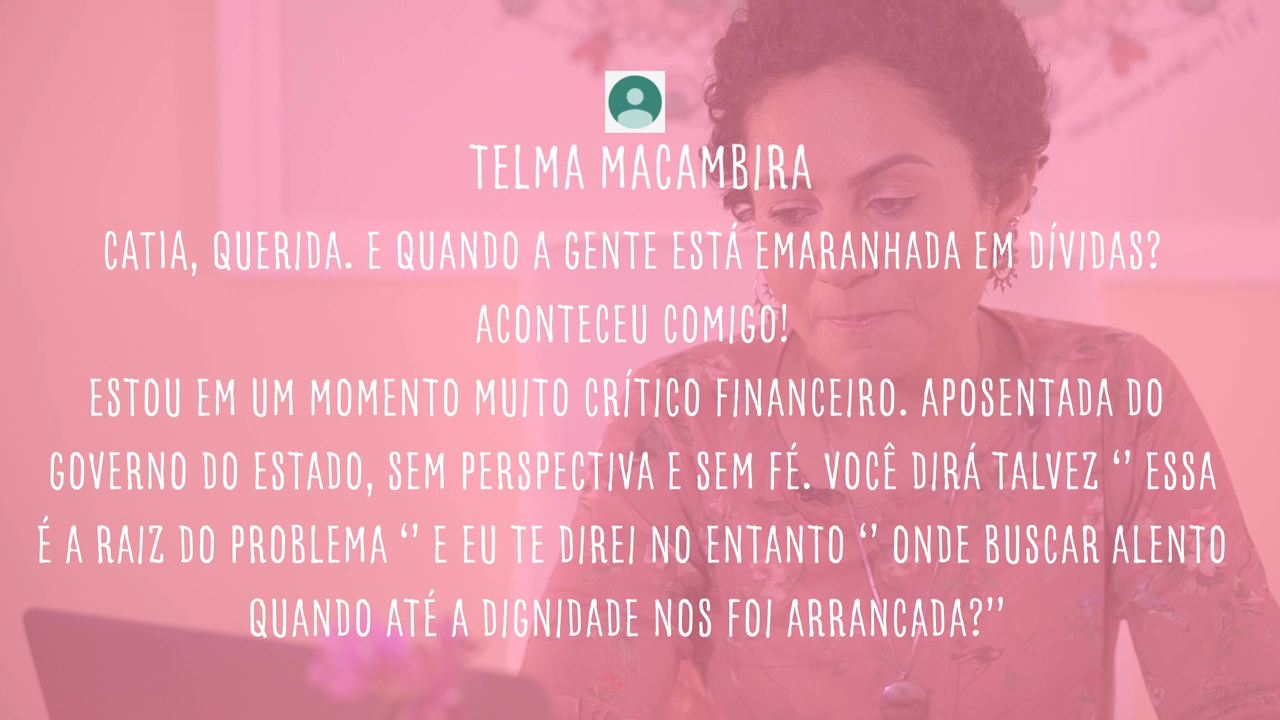 TELMA MACAMBIRA
CATIA, QUERIDA. E QUANDO A GENTE ESTÁ EMARANHADA EM DÍVIDAS?
ACONTECEU COMIGO!
ESTOU EM UM MOMENTO MUITO CRÍTICO FINANCEIRO. APOSENTADA DO
GOVERNO DO ESTADO, SEM PERSPECTIVA E SEM FÉ. VOCÊ DIRÁ TALVEZ ‘’ ESSA
É A RAIZ DO PROBLEMA ‘’ E EU TE DIREI NO ENTANTO ‘’ ONDE BUSCAR ALENTO
QUANDO ATÉ A DIGNIDADE NOS FOI ARRANCADA?’’